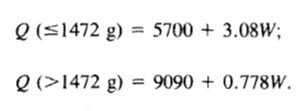 Q (≤1472 g) = 5700 + 3.08W;
Q (>1472 g) = 9090 + 0.778W.